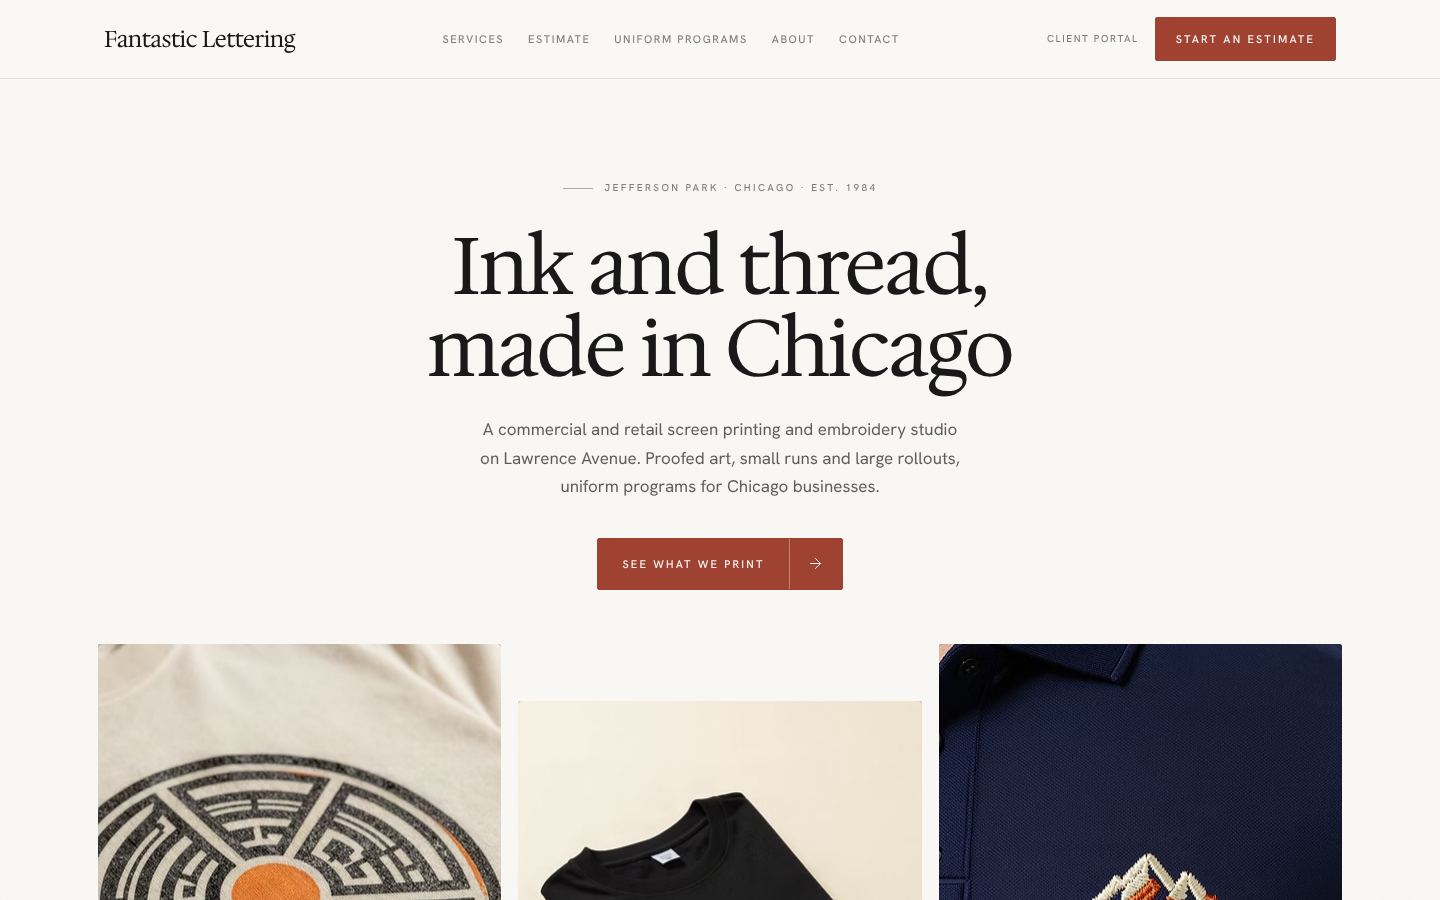 Fantastic Lettering
SERVICES
ESTIMATE
UNIFORM PROGRAMS
ABOUT
CONTACT
CLIENT PORTAL
START AN ESTIMATE
JEFFERSON PARK · CHICAGO · EST. 1984
Ink and thread,
made in Chicago
A commercial and retail screen printing and embroidery studio
on Lawrence Avenue. Proofed art, small runs and large rollouts,
uniform programs for Chicago businesses.
SEE WHAT WE PRINT